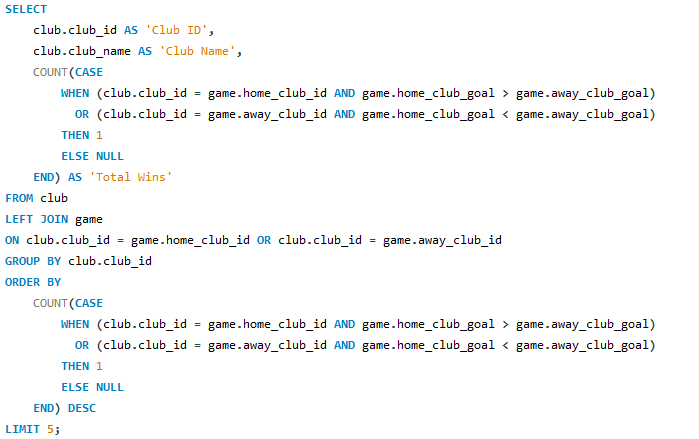 SELECT
    club.club_id AS 'Club ID',
    club.club_name AS 'Club Name',
    COUNT(CASE
        WHEN (club.club_id = game.home_club_id AND game.home_club_goal > game.away_club_goal)
          OR (club.club_id = game.away_club_id AND game.home_club_goal < game.away_club_goal)
        THEN 1
        ELSE NULL
    END) AS 'Total Wins'
FROM club
LEFT JOIN game
ON club.club_id = game.home_club_id OR club.club_id = game.away_club_id
GROUP BY club.club_id
ORDER BY
    COUNT(CASE
        WHEN (club.club_id = game.home_club_id AND game.home_club_goal > game.away_club_goal)
          OR (club.club_id = game.away_club_id AND game.home_club_goal < game.away_club_goal)
        THEN 1
        ELSE NULL
    END) DESC
LIMIT 5;